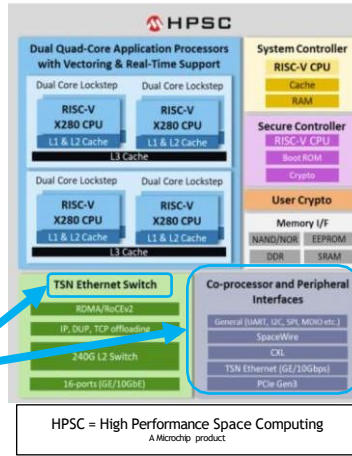 HPSC
Dual Quad-Core Application Processors
with Vectoring & Real-Time Support
Dual Core Lockstep
Dual Core Lockstep
RISC-V
X280 CPU
L1 & L2 Cache
RISC-V
X280 CPU
L1 & L2 Cache
L3 Cache
Dual Core Lockstep
Dual Core Lockstep
RISC-V
X280 CPU
L1 & L2 Cache
RISC-V
X280 CPU
L1 & L2 Cache
L3 Cache
System Controller
RISC-V CPU
Cache
RAM
Secure Controller
RISC-V CPU
Boot ROM
Crypto
User Crypto
Memory I/F
NAND/NOR
EEPROM
DDR
SRAM
TSN Ethernet Switch
RDMA/RoCEv2
IP, DUP, TCP offloading
240G L2 Switch
16-ports (GE/10GbE)
Co-processor and Peripheral
Interfaces
General (UART, I2C, SPI, MDIO etc.)
SpaceWire
CXL
TSN Ethernet (GE/10Gbps)
PCIe Gen3
HPSC = High Performance Space Computing
A Microchip product